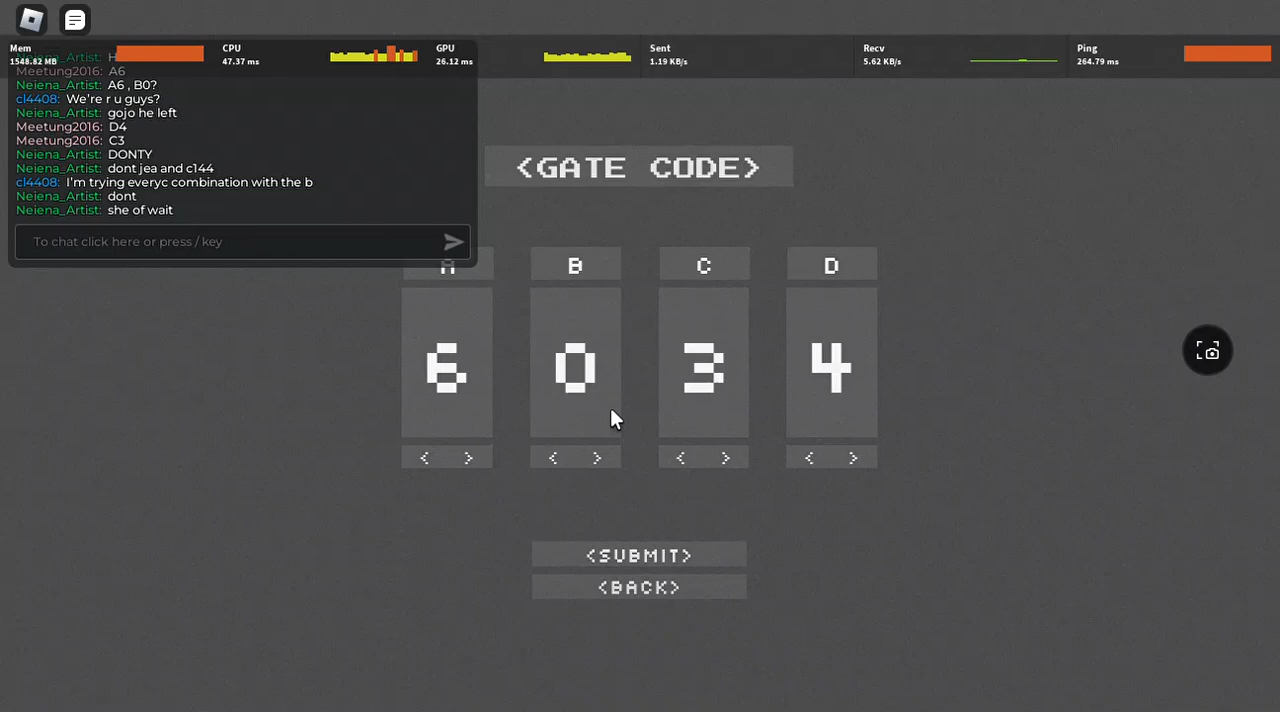 Mem
1548.82 MB
CPU
47.37 ms
GPU
26.12 ms
Sent
1.19 KB/s
Recv
5.62 KB/s
Ping
264.79 ms
Neiena_Artist: H
Meetung2016: A6
Neiena_Artist: A6 , B0?
cl4408: We're r u guys?
Neiena_Artist: gojo he left
Meetung2016: D4
Meetung2016: C3
Neiena_Artist: DONTY
Neiena_Artist: dont jea and c144
cl4408: I'm trying everyc combination with the b
Neiena_Artist: dont
Neiena_Artist: she of wait
To chat click here or press / key
<GATE CODE>
A B C D
6 0 3 4
< > < > < > < >
<SUBMIT>
<BACK>